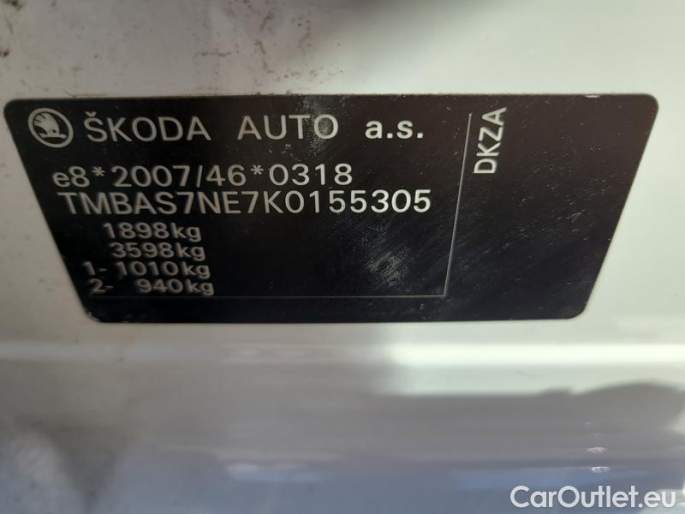 ŠKODA AUTO a.s.
DKZA
e8*2007/46*0318
TMBAS7NE7K0155305
1898kg
3598kg
1- 1010kg
2- 940kg
CarOutlet.eu